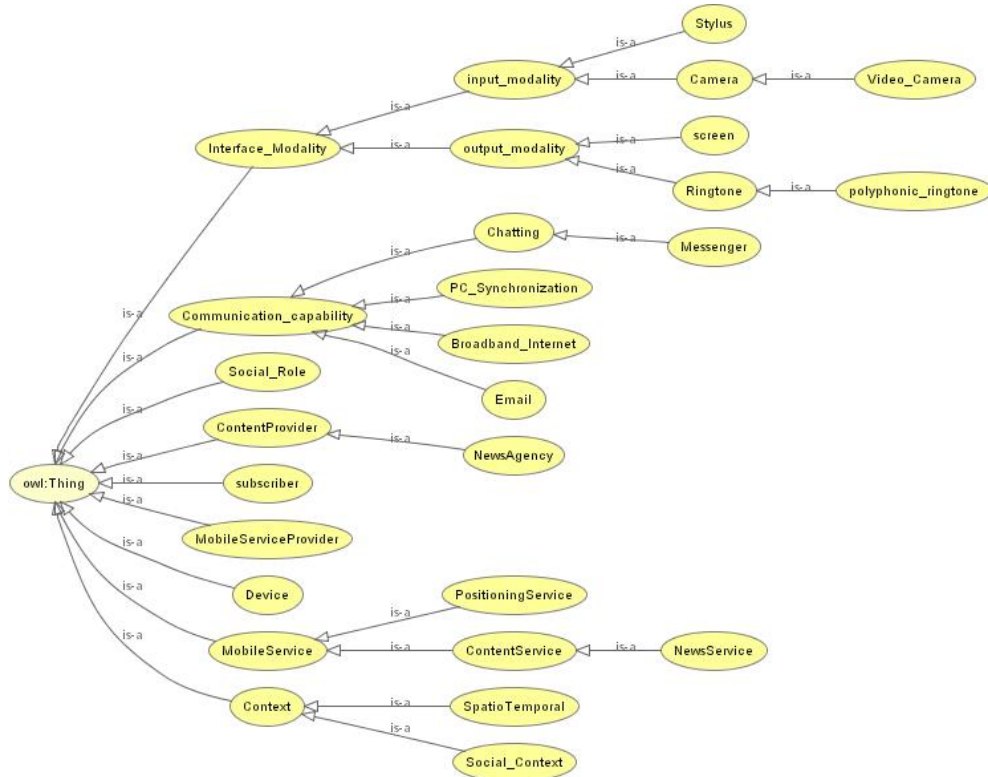 Stylus
is-a
input_modality
is-a
Camera
is-a
Video_Camera
is-a
Interface_Modality
is-a
output_modality
is-a
screen
is-a
Ringtone
is-a
polyphonic_ringtone
Chatting
is-a
Messenger
is-a
PC_Synchronization
is-a
Communication_capability
is-a
Broadband_Internet
is-a
is-a
Email
is-a
Social_Role
is-a
ContentProvider
is-a
NewsAgency
is-a
owl:Thing
is-a
subscriber
is-a
MobileServiceProvider
is-a
Device
is-a
PositioningService
is-a
MobileService
is-a
ContentService
is-a
NewsService
is-a
Context
is-a
SpatioTemporal
is-a
Social_Context